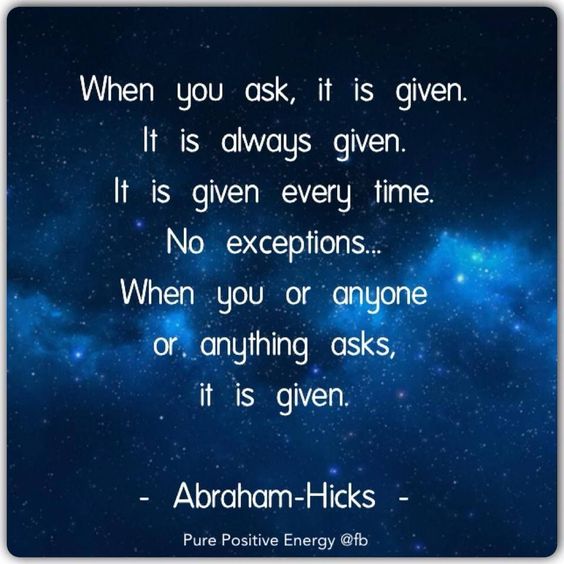 When you ask, it is given.
It is always given.
It is given every time.
No exceptions...
When you or anyone
or anything asks,
it is given.
- Abraham-Hicks -
Pure Positive Energy @fb